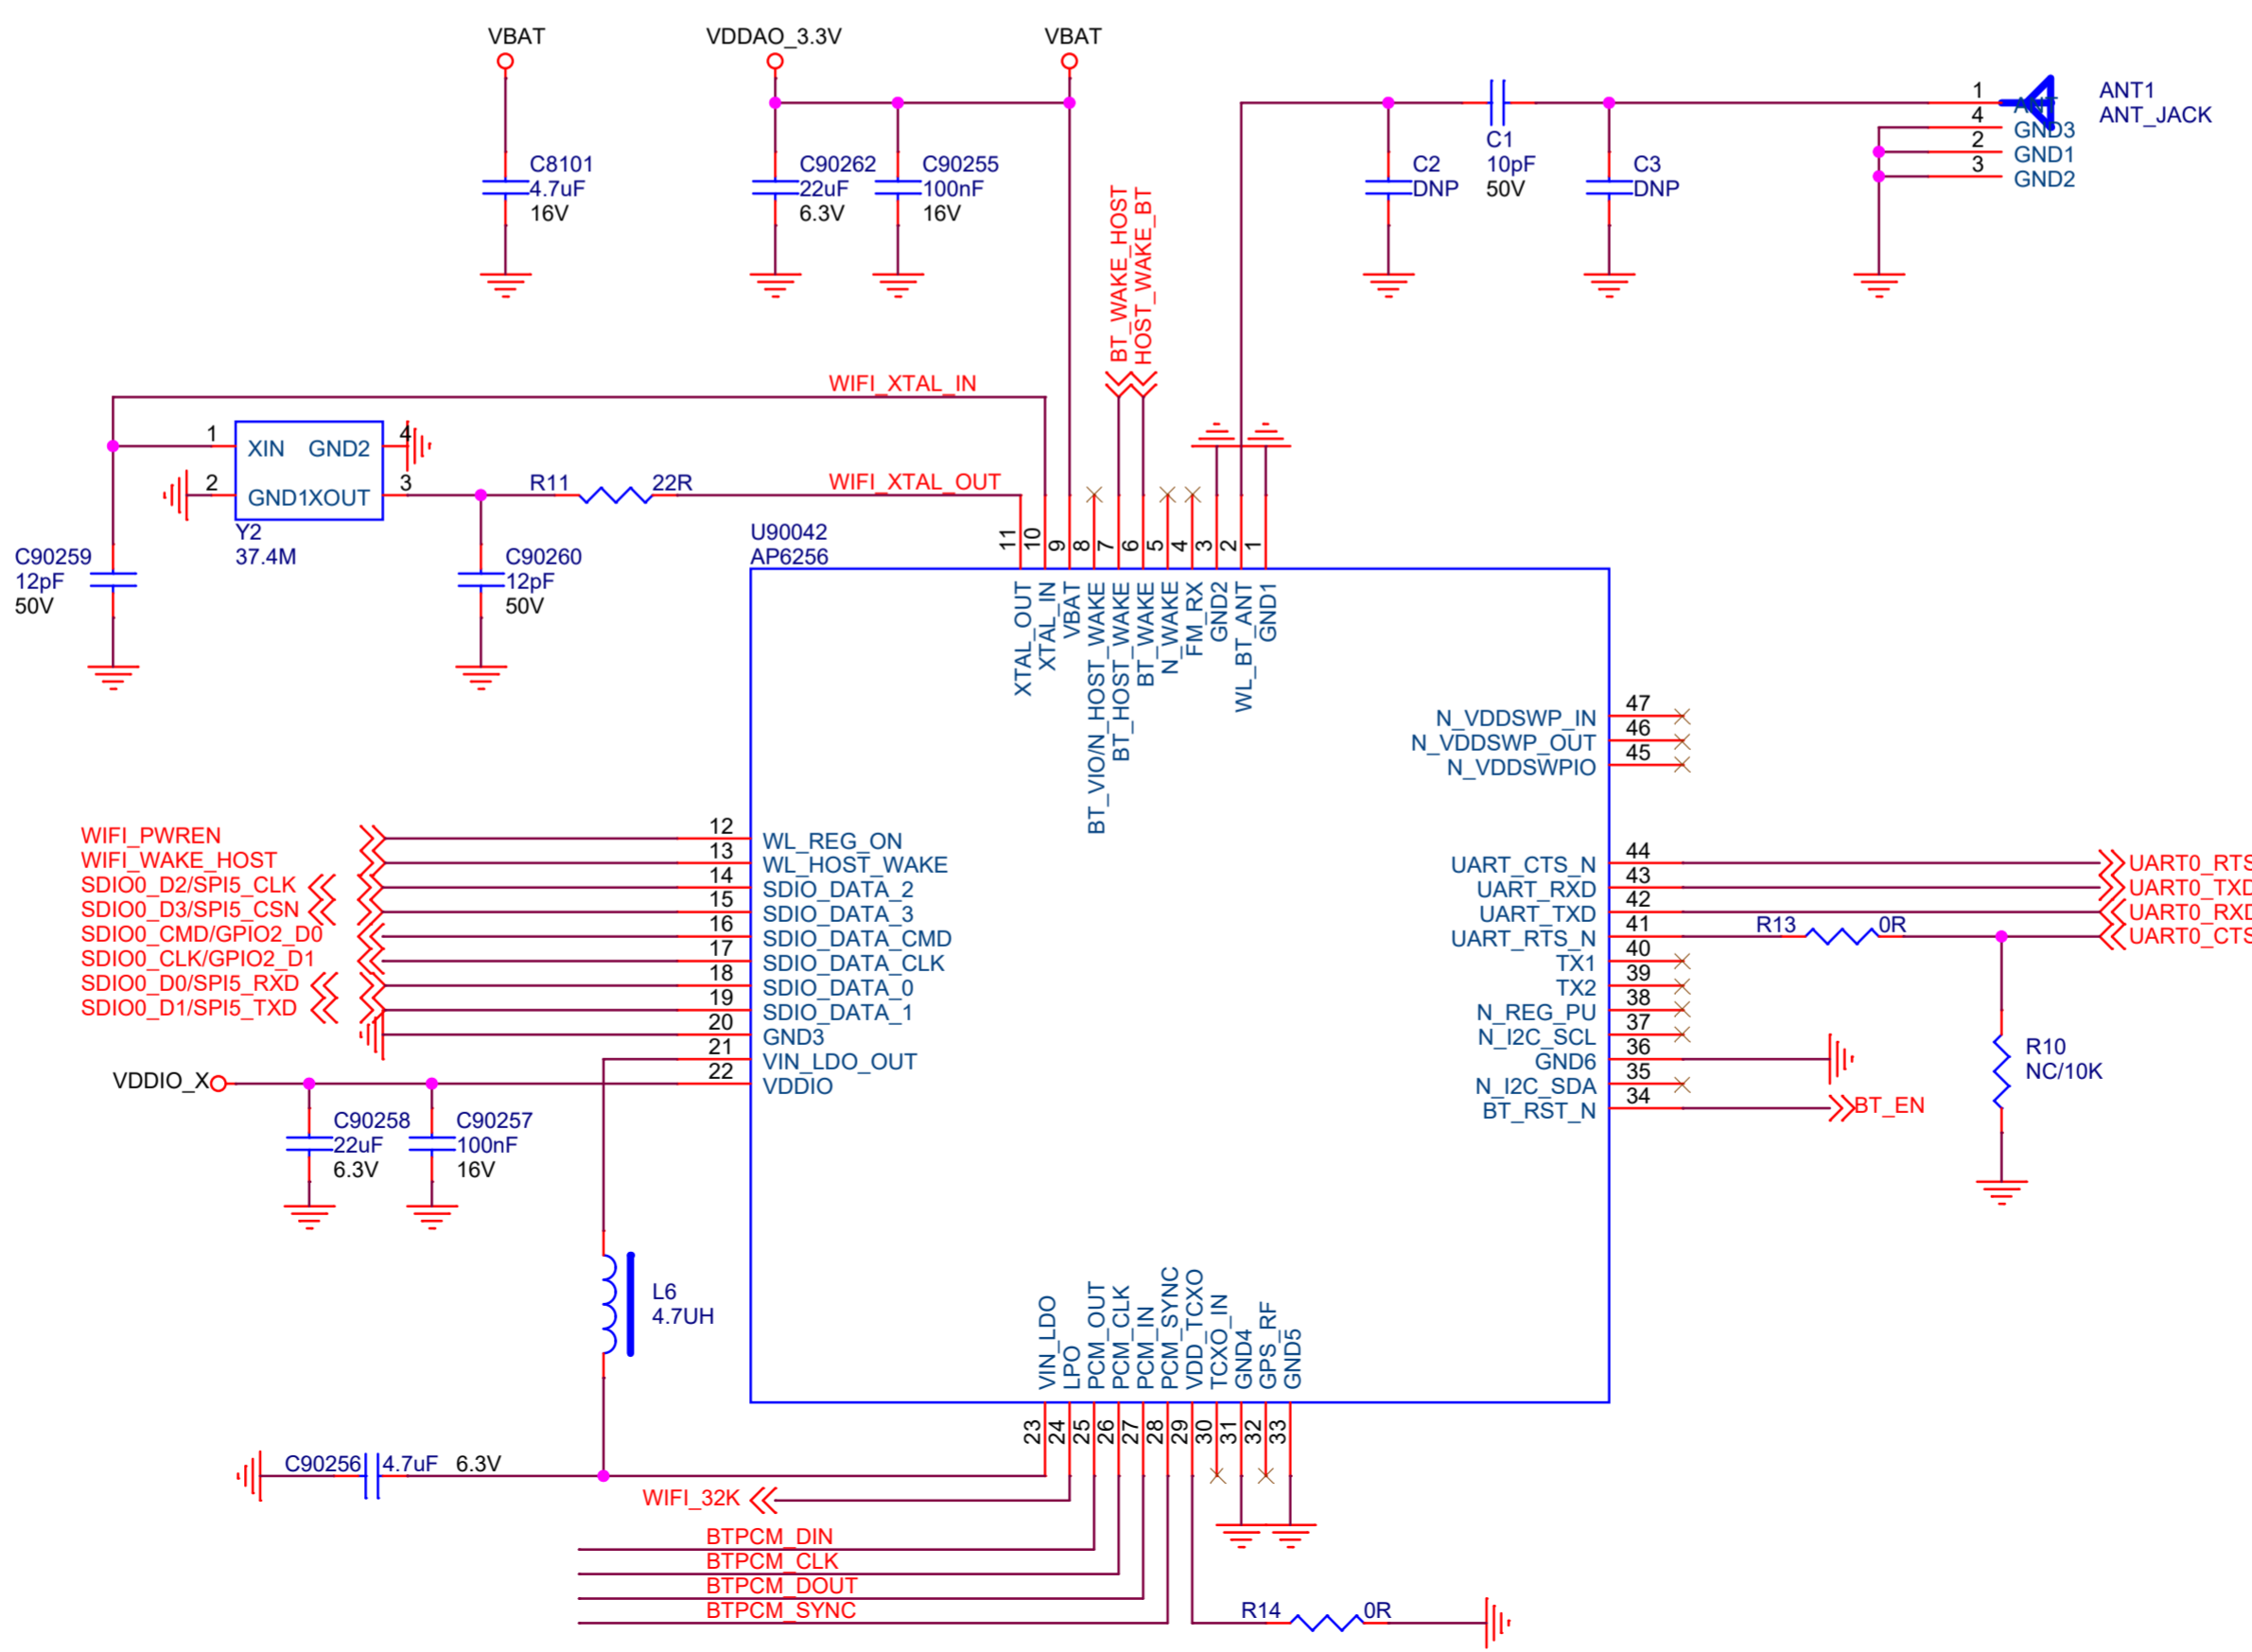 VBAT
VDDAO_3.3V
VBAT
C8101
4.7uF
16V
C90262
22uF
6.3V
C90255
100nF
16V
BT_WAKE_HOST
HOST_WAKE_BT
C2
DNP
C1
10pF
50V
C3
DNP
1
4
2
3
ANT
GND3
GND1
GND2
ANT1
ANT_JACK
WIFI_XTAL_IN
1
XIN
GND2
4
2
GND1
XOUT
3
R11
22R
WIFI_XTAL_OUT
Y2
37.4M
C90259
12pF
50V
C90260
12pF
50V
U90042
AP6256
11
10
9
8
7
6
5
4
3
2
1
XTAL_OUT
XTAL_IN
VBAT
BT_VIO/N_HOST_WAKE
BT_HOST_WAKE
BT_WAKE
N_WAKE
FM_RX
GND2
WL_BT_ANT
GND1
N_VDDSWP_IN 47
N_VDDSWP_OUT 46
N_VDDSWPIO 45
WIFI_PWREN 12 WL_REG_ON
WIFI_WAKE_HOST 13 WL_HOST_WAKE
SDIO0_D2/SPI5_CLK 14 SDIO_DATA_2
SDIO0_D3/SPI5_CSN 15 SDIO_DATA_3
SDIO0_CMD/GPIO2_D0 16 SDIO_DATA_CMD
SDIO0_CLK/GPIO2_D1 17 SDIO_DATA_CLK
SDIO0_D0/SPI5_RXD 18 SDIO_DATA_0
SDIO0_D1/SPI5_TXD 19 SDIO_DATA_1
20 GND3
21 VIN_LDO_OUT
VDDIO_X 22 VDDIO
UART_CTS_N 44 UART0_RTS
UART_RXD 43 UART0_TXD
UART_TXD 42 UART0_RXD
UART_RTS_N 41 R13 0R UART0_CTS
TX1 40
TX2 39
N_REG_PU 38
N_I2C_SCL 37
GND6 36
N_I2C_SDA 35
BT_RST_N 34 BT_EN
R10
NC/10K
C90258
22uF
6.3V
C90257
100nF
16V
L6
4.7UH
VIN_LDO
LPO
PCM_OUT
PCM_CLK
PCM_IN
PCM_SYNC
VDD_TCXO
TCXO_IN
GND4
GPS_RF
GND5
23
24
25
26
27
28
29
30
31
32
33
C90256 4.7uF 6.3V
WIFI_32K
BTPCM_DIN
BTPCM_CLK
BTPCM_DOUT
BTPCM_SYNC
R14 0R